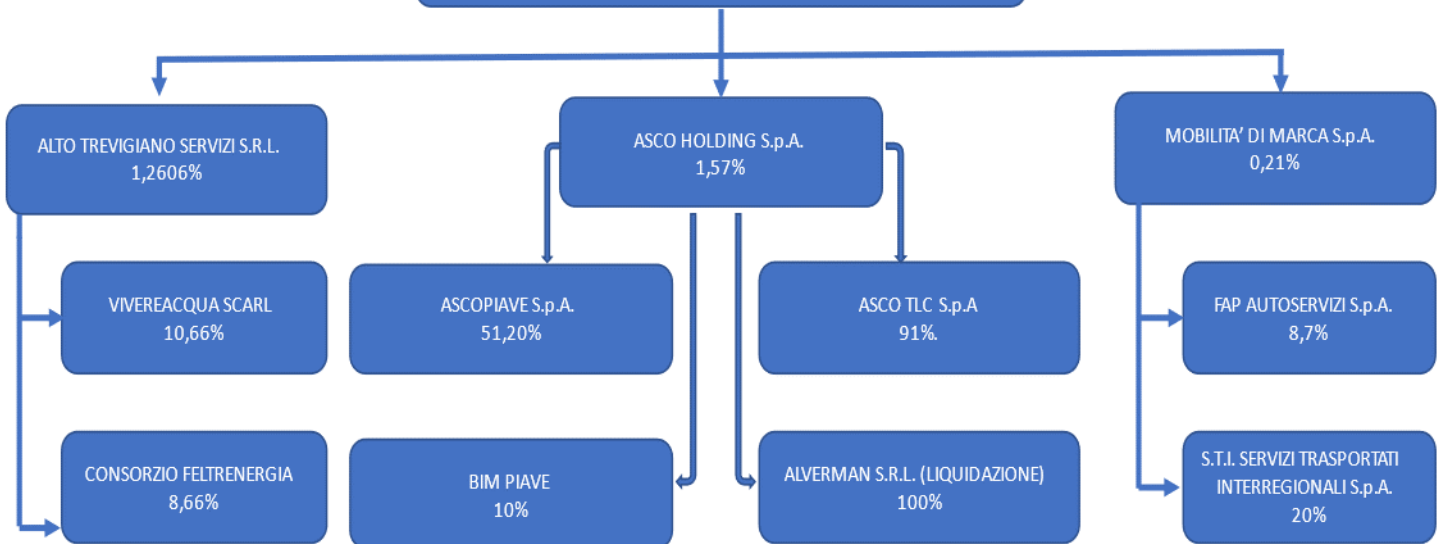 ALTO TREVIGIANO SERVIZI S.R.L.
1,2606%
ASCO HOLDING S.p.A.
1,57%
MOBILITA’ DI MARCA S.p.A.
0,21%
VIVEREACQUA SCARL
10,66%
ASCOPIAVE S.p.A.
51,20%
ASCO TLC S.p.A
91%.
FAP AUTOSERVIZI S.p.A.
8,7%
CONSORZIO FELTRENERGIA
8,66%
BIM PIAVE
10%
ALVERMAN S.R.L. (LIQUIDAZIONE)
100%
S.T.I. SERVIZI TRASPORTATI
INTERREGIONALI S.p.A.
20%